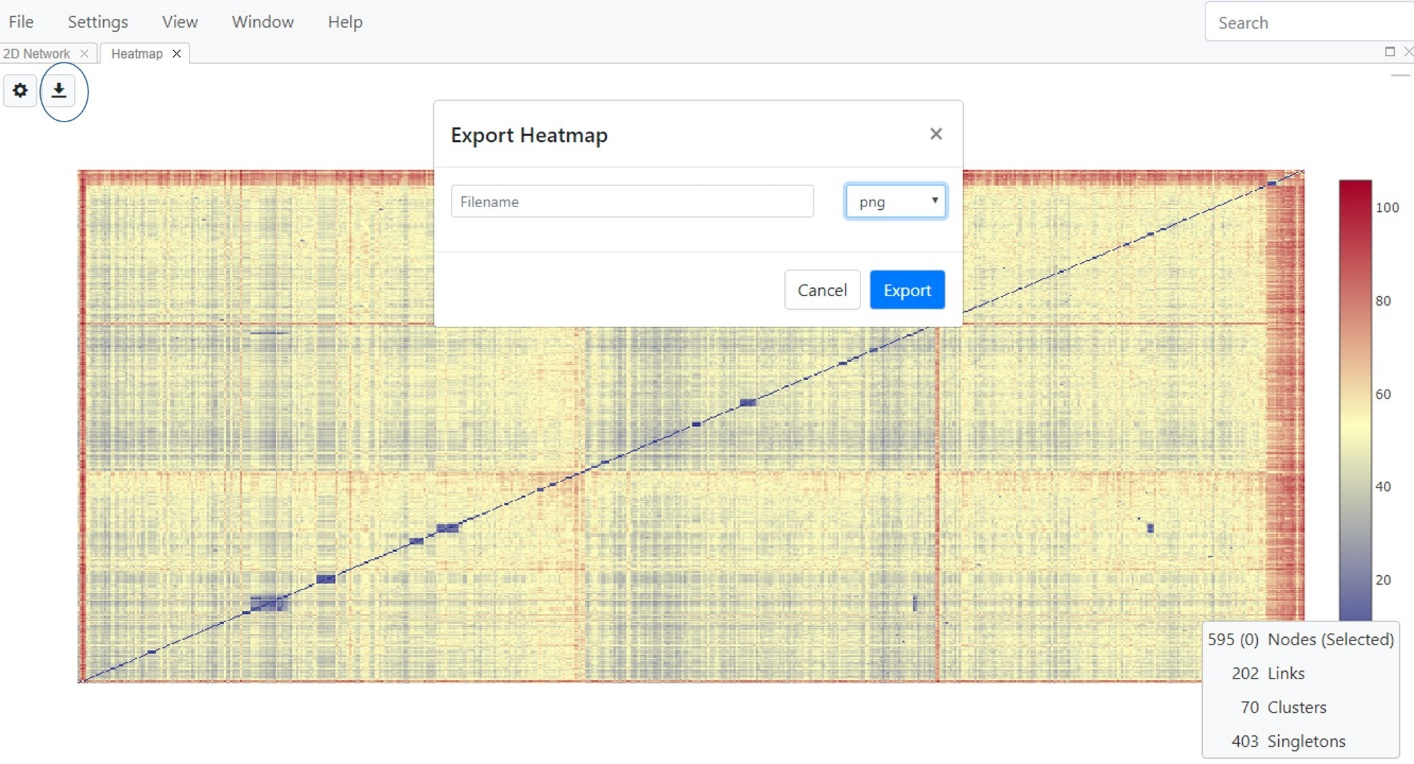 File Settings View Window Help Search
2D Network Heatmap
Export Heatmap
Filename png
Cancel Export
100
80
60
40
20
595 (0) Nodes (Selected)
202 Links
70 Clusters
403 Singletons